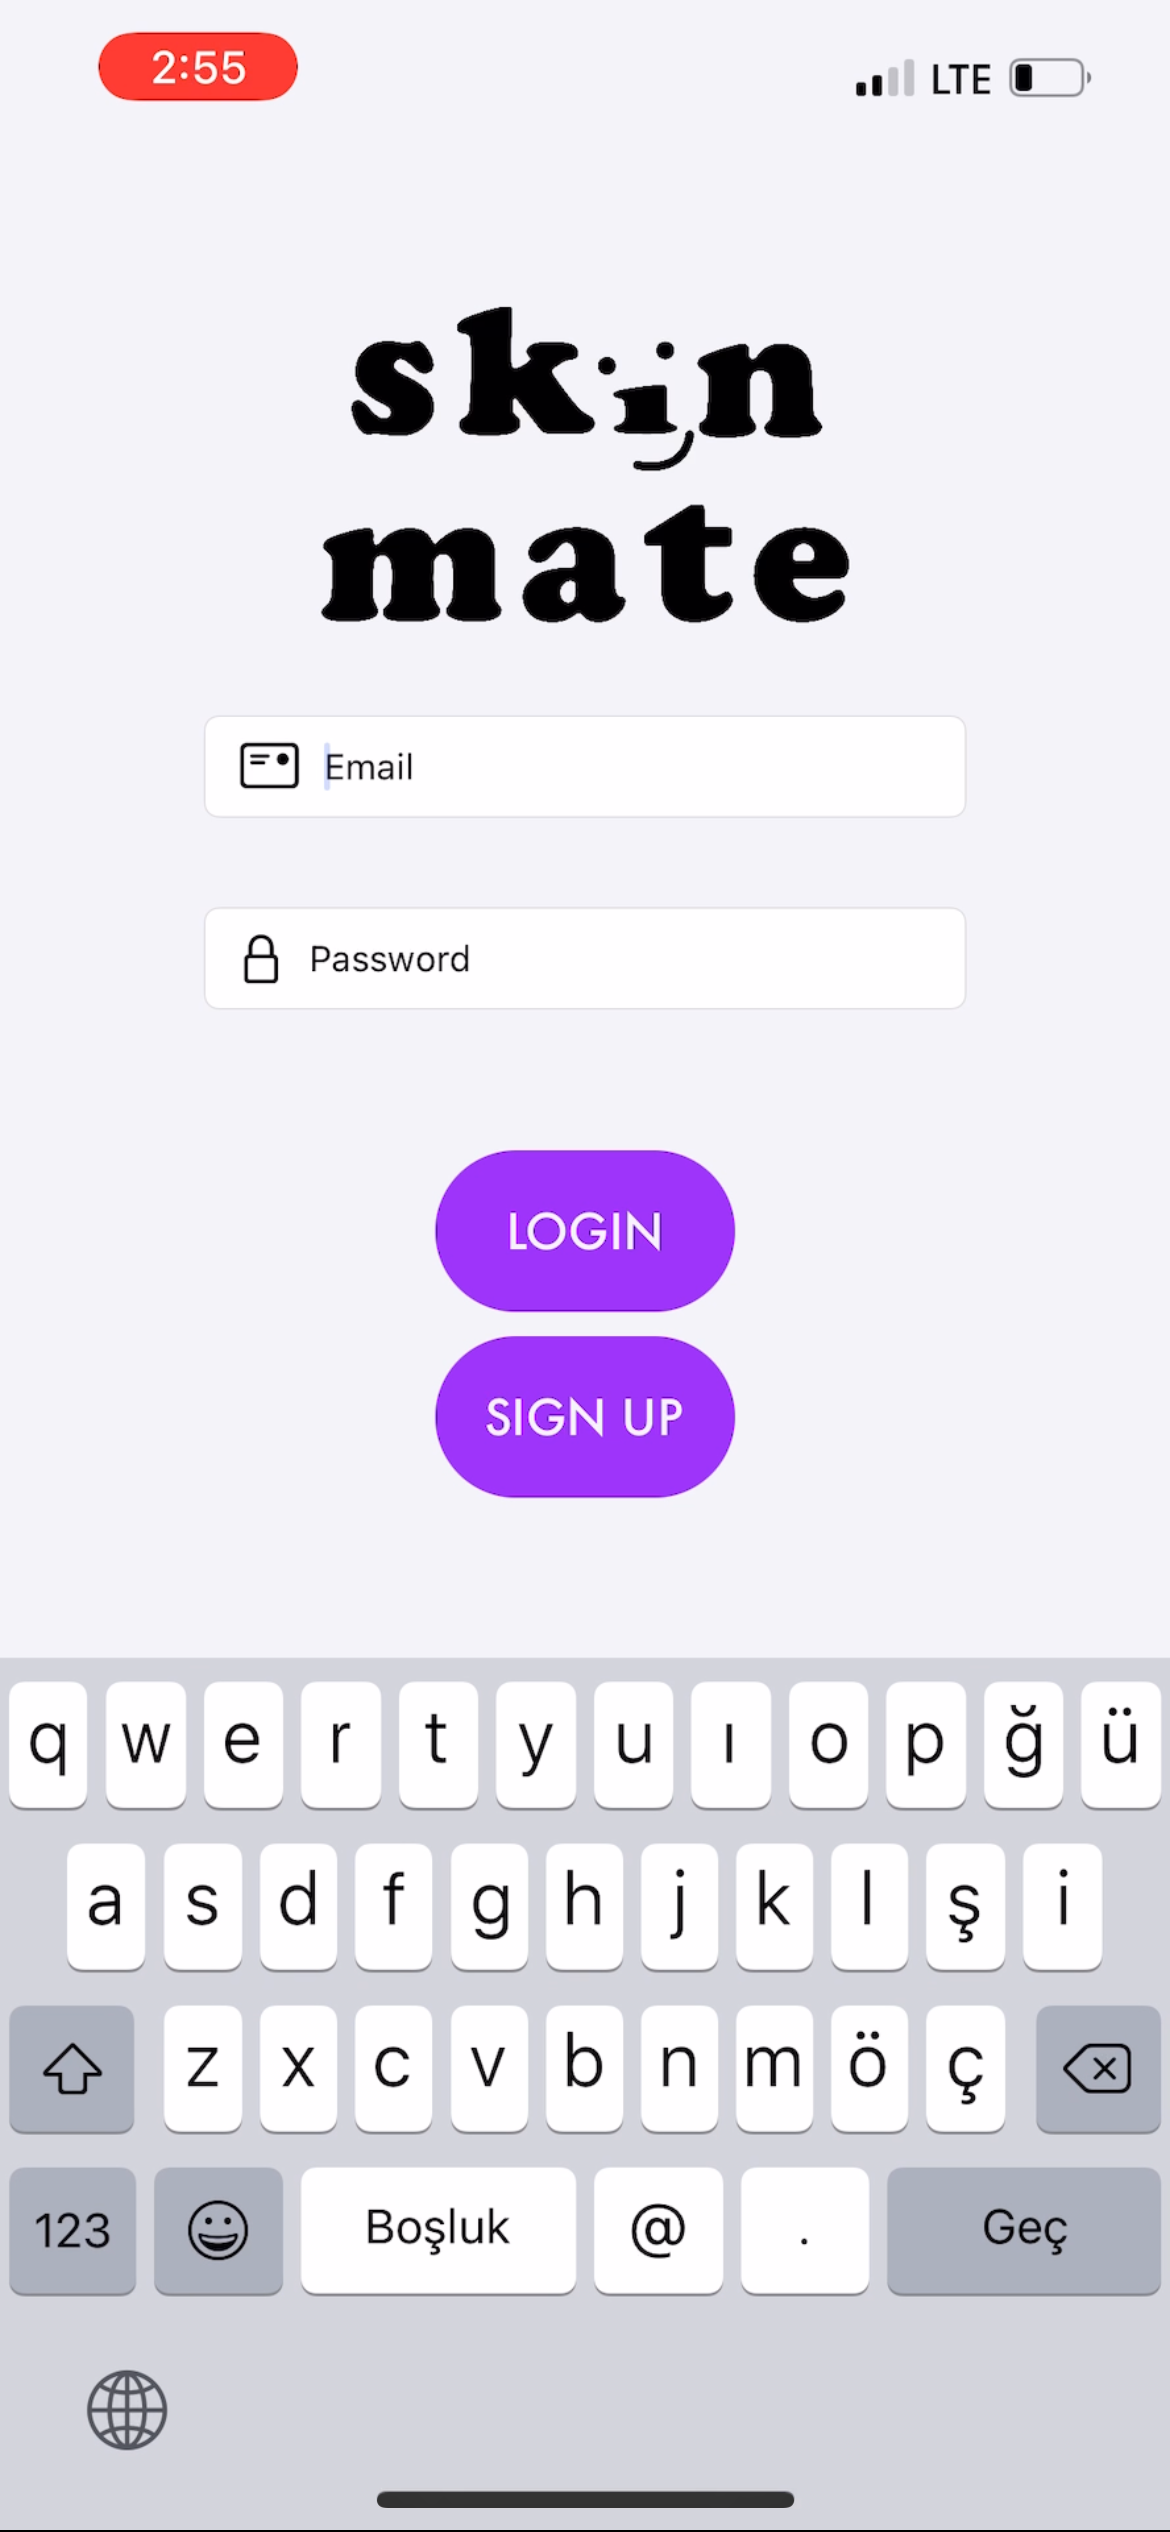 2:55 LTE
skin
mate
Email
Password
LOGIN
SIGN UP
q w e r t y u ı o p ğ ü
a s d f g h j k l ş i
z x c v b n m ö ç
123 Boşluk @ . Geç